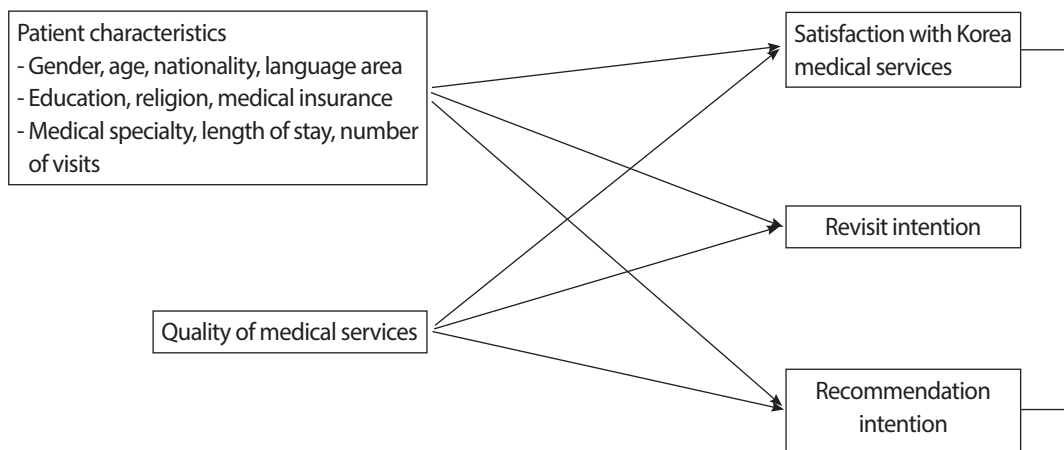 Patient characteristics
- Gender, age, nationality, language area
- Education, religion, medical insurance
- Medical specialty, length of stay, number
of visits
Quality of medical services
Satisfaction with Korea
medical services
Revisit intention
Recommendation
intention